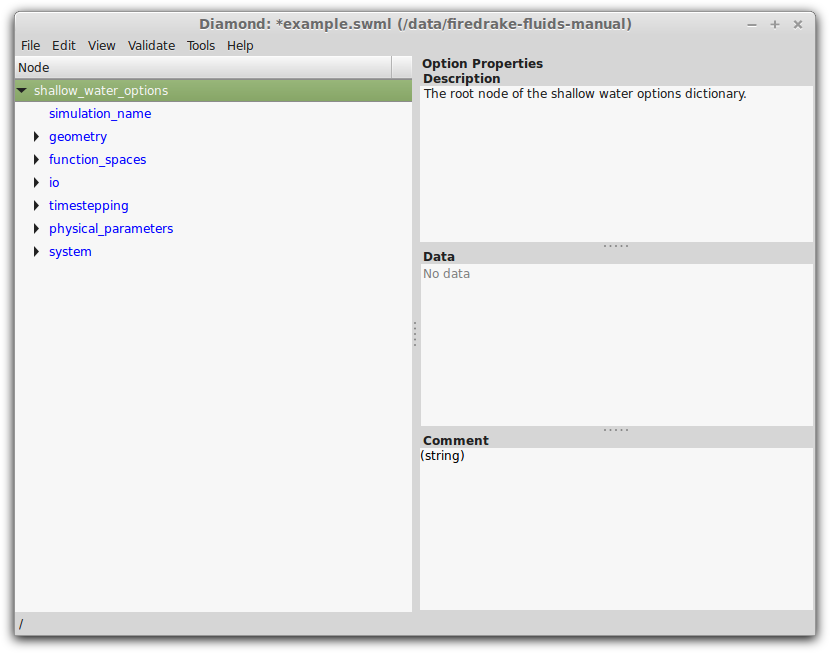 Diamond: *example.swml (/data/firedrake-fluids-manual)
File Edit View Validate Tools Help
Node
shallow_water_options
simulation_name
geometry
function_spaces
io
timestepping
physical_parameters
system
Option Properties
Description
The root node of the shallow water options dictionary.
Data
No data
Comment
(string)
/